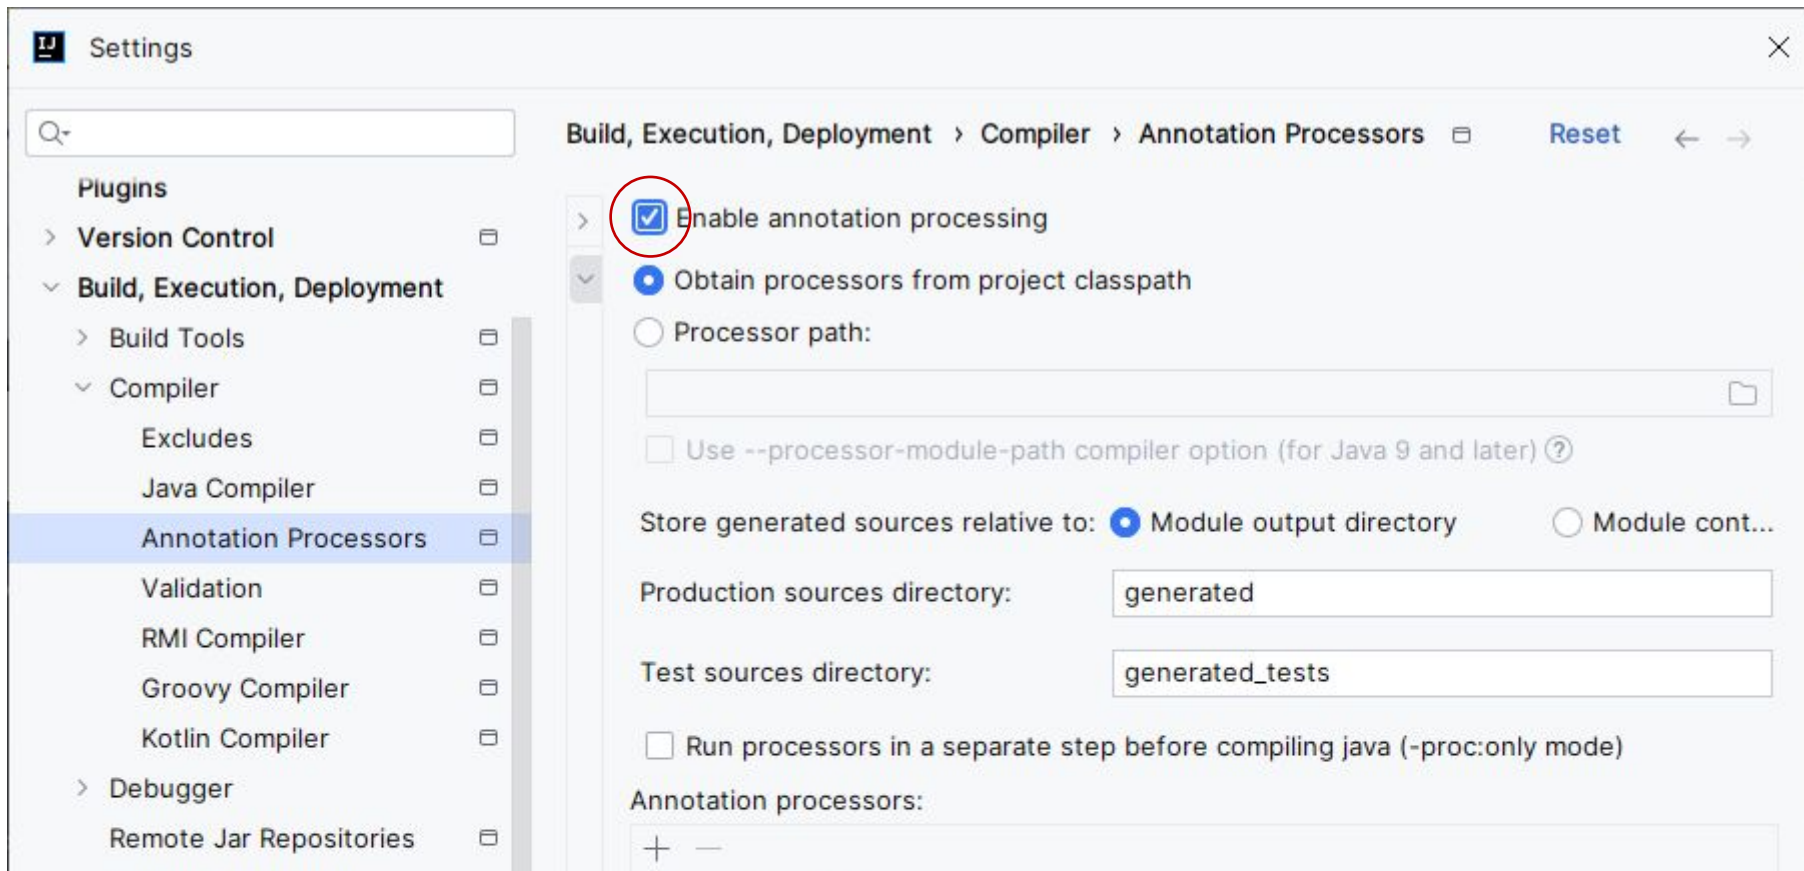 IJ
Settings
Build, Execution, Deployment › Compiler › Annotation Processors
Reset
Plugins
Version Control
Build, Execution, Deployment
Build Tools
Compiler
Excludes
Java Compiler
Annotation Processors
Validation
RMI Compiler
Groovy Compiler
Kotlin Compiler
Debugger
Remote Jar Repositories
Enable annotation processing
Obtain processors from project classpath
Processor path:
Use --processor-module-path compiler option (for Java 9 and later) ?
Store generated sources relative to: Module output directory Module cont...
Production sources directory: generated
Test sources directory: generated_tests
Run processors in a separate step before compiling java (-proc:only mode)
Annotation processors: